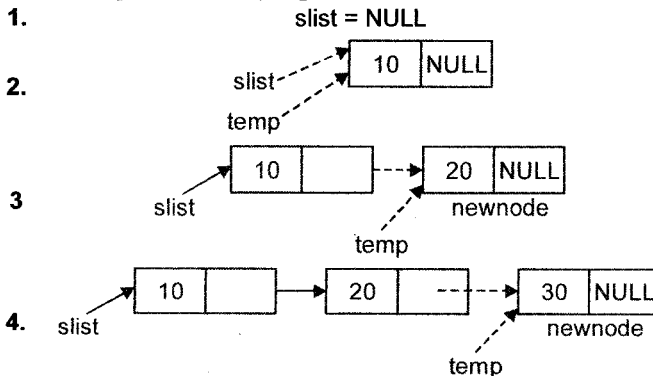 1. slist = NULL
10 NULL
slist
2.
temp
10 20 NULL
3
slist newnode
temp
10 20 30 NULL
4. slist newnode
temp